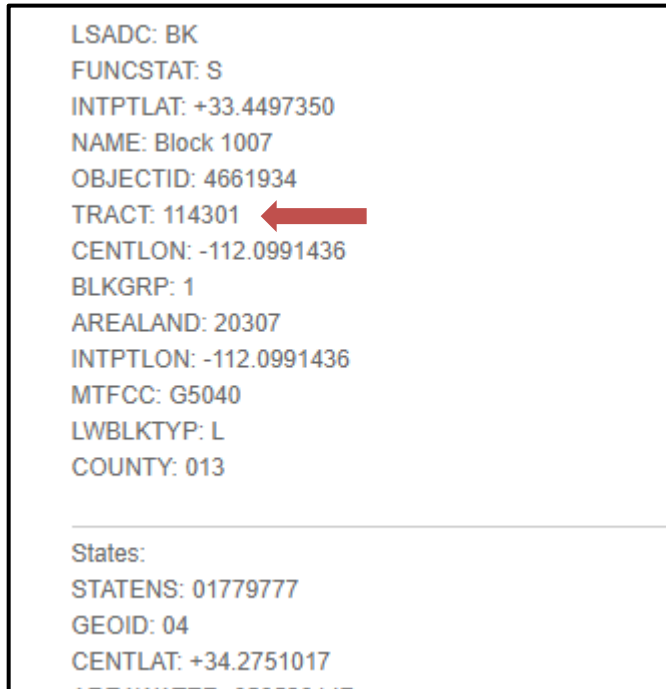 LSADC: BK
FUNCSTAT: S
INTPTLAT: +33.4497350
NAME: Block 1007
OBJECTID: 4661934
TRACT: 114301
CENTLON: -112.0991436
BLKGRP: 1
AREALAND: 20307
INTPTLON: -112.0991436
MTFCC: G5040
LWBLKTYP: L
COUNTY: 013
States:
STATENS: 01779777
GEOID: 04
CENTLAT: +34.2751017